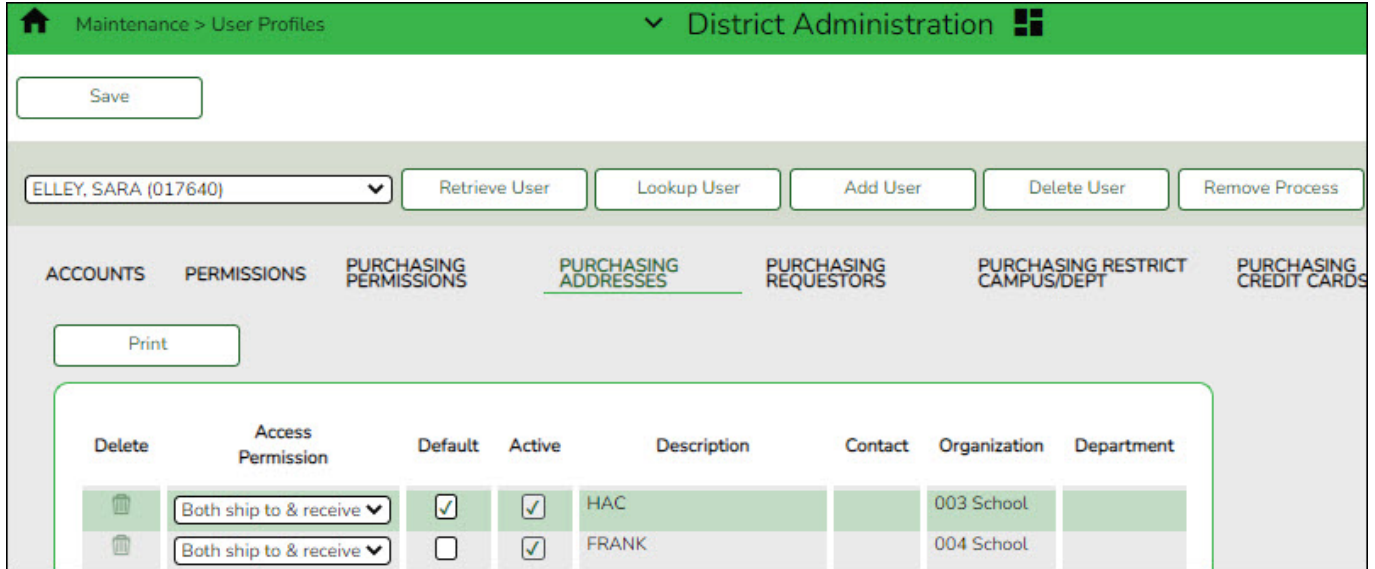 Maintenance > User Profiles
District Administration
Save
ELLEY, SARA (017640)
Retrieve User
Lookup User
Add User
Delete User
Remove Process
ACCOUNTS
PERMISSIONS
PURCHASING
PERMISSIONS
PURCHASING
ADDRESSES
PURCHASING
REQUESTORS
PURCHASING RESTRICT
CAMPUS/DEPT
PURCHASING
CREDIT CARDS
Print
Delete
Access
Permission
Default
Active
Description
Contact
Organization
Department
Both ship to & receive
HAC
003 School
Both ship to & receive
FRANK
004 School